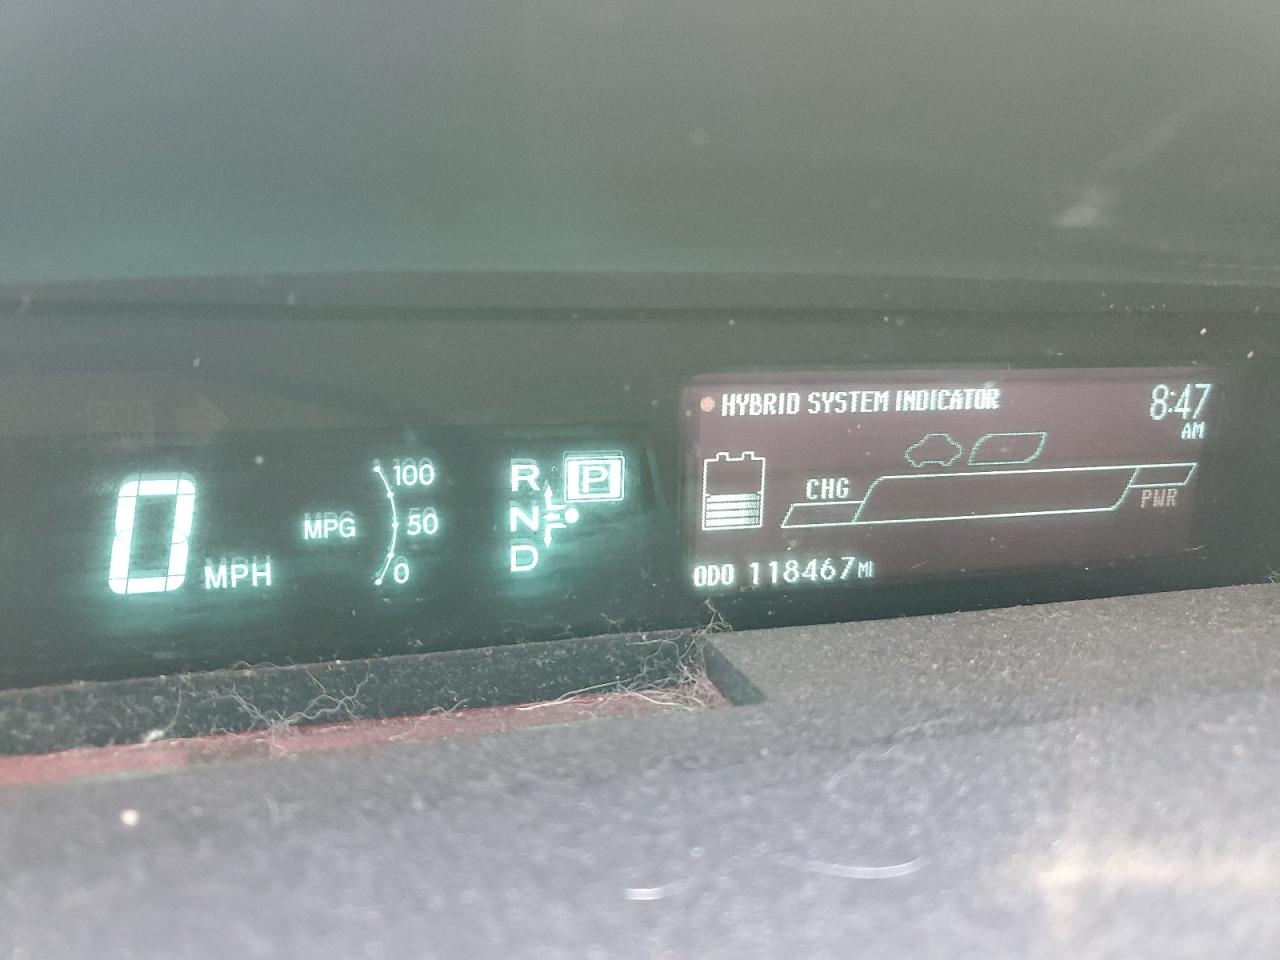 HYBRID SYSTEM INDICATOR
8:47
AM
0 MPH
MPG
100
50
0
R
P
N
D
CHG
PWR
ODO 118467MI